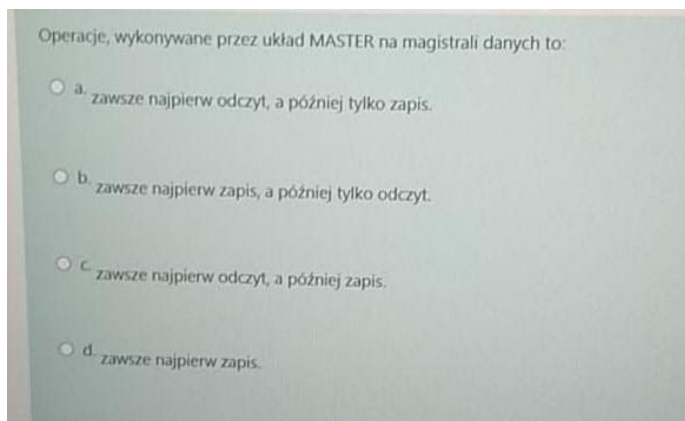 Operacje, wykonywane przez układ MASTER na magistrali danych to:
a. zawsze najpierw odczyt, a później tylko zapis.
b. zawsze najpierw zapis, a później tylko odczyt.
c. zawsze najpierw odczyt, a później zapis.
d. zawsze najpierw zapis.